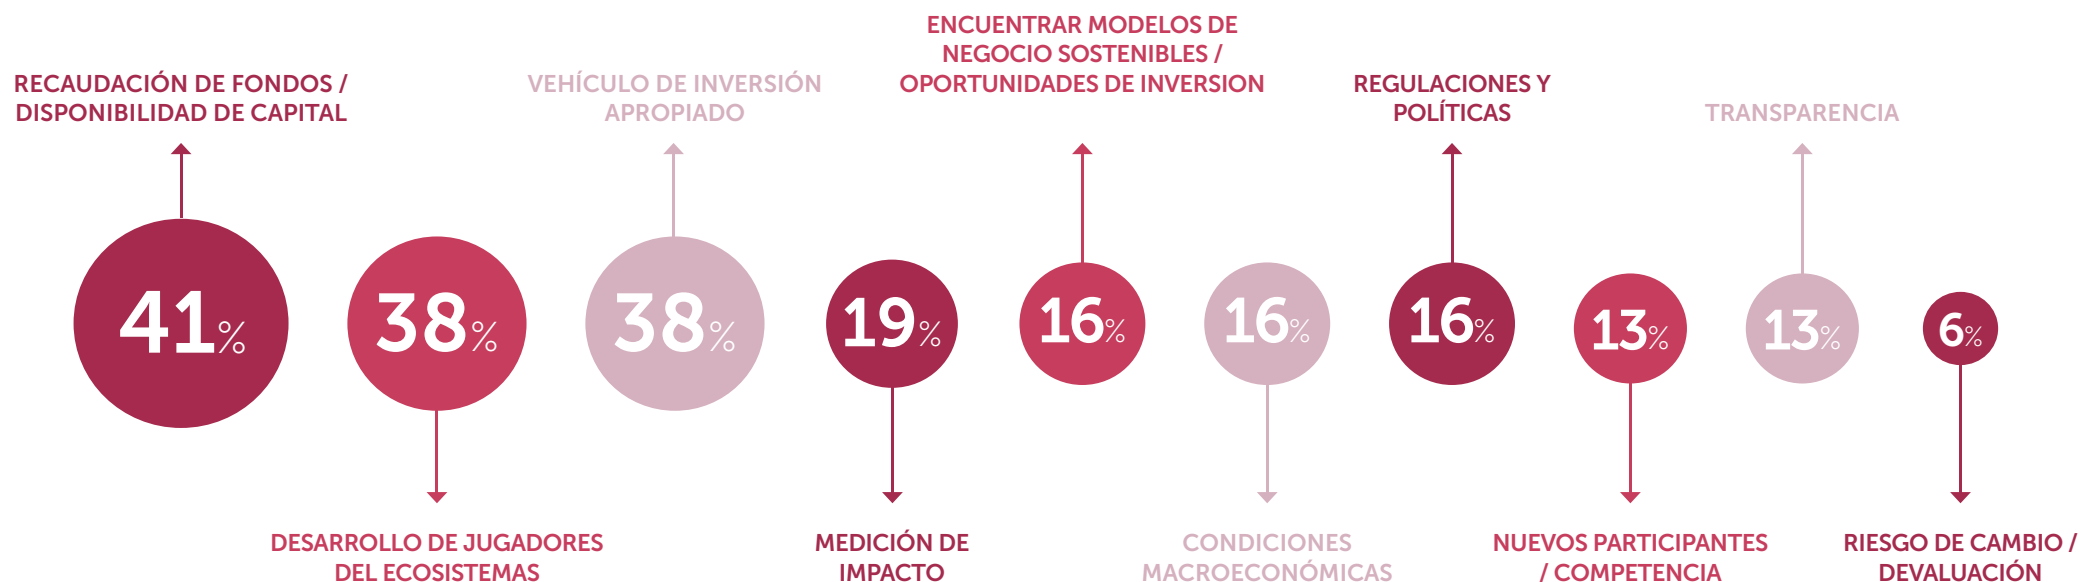 RECAUDACIÓN DE FONDOS /
DISPONIBILIDAD DE CAPITAL
41%
38%
DESARROLLO DE JUGADORES
DEL ECOSISTEMAS
VEHÍCULO DE INVERSIÓN
APROPIADO
38%
19%
MEDICIÓN DE
IMPACTO
ENCUENTRAR MODELOS DE
NEGOCIO SOSTENIBLES /
OPORTUNIDADES DE INVERSION
16%
16%
CONDICIONES
MACROECONÓMICAS
REGULACIONES Y
POLÍTICAS
16%
13%
NUEVOS PARTICIPANTES
/ COMPETENCIA
TRANSPARENCIA
13%
6%
RIESGO DE CAMBIO /
DEVALUACIÓN